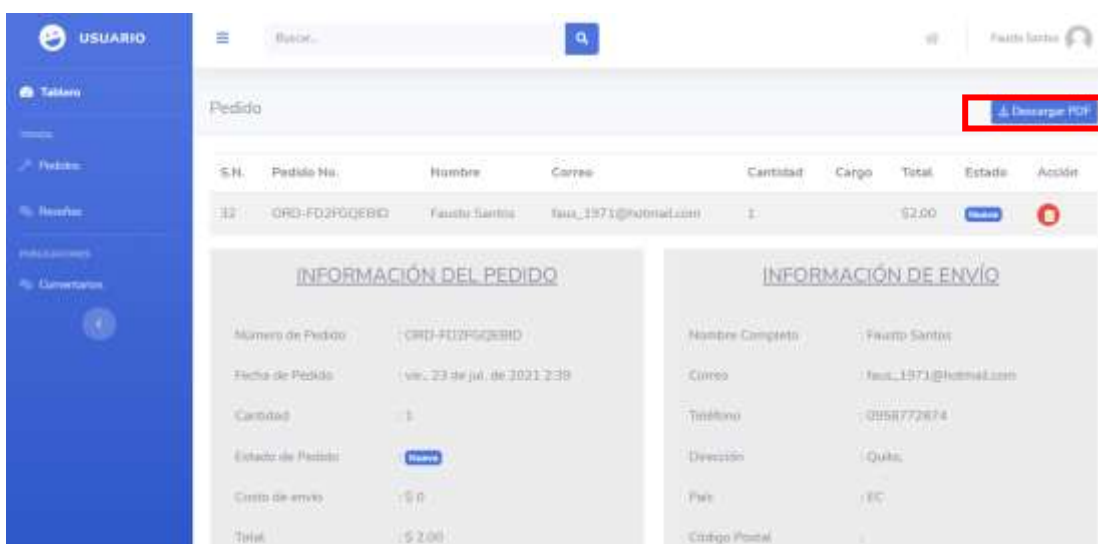 USUARIO
Buscar...
Fausto Santos
Tablero
TIENDA
Pedidos
Reseñas
PUBLICACIONES
Comentarios
Pedido
Descargar PDF
S.N. Pedido No. Nombre Correo Cantidad Cargo Total Estado Acción
32 Fausto Santos faus_1971@hotmail.com 1 $2.00 Nuevo
INFORMACIÓN DEL PEDIDO
Número de Pedido :
Fecha de Pedido : vie., 23 de jul. de 2021 2:39
Cantidad : 1
Estado de Pedido : Nuevo
Costo de envío : $ 0
Total : $ 2.00
INFORMACIÓN DE ENVÍO
Nombre Completo : Fausto Santos
Correo : faus_1971@hotmail.com
Teléfono : 0958772874
Dirección : Quito,
País : EC
Código Postal :